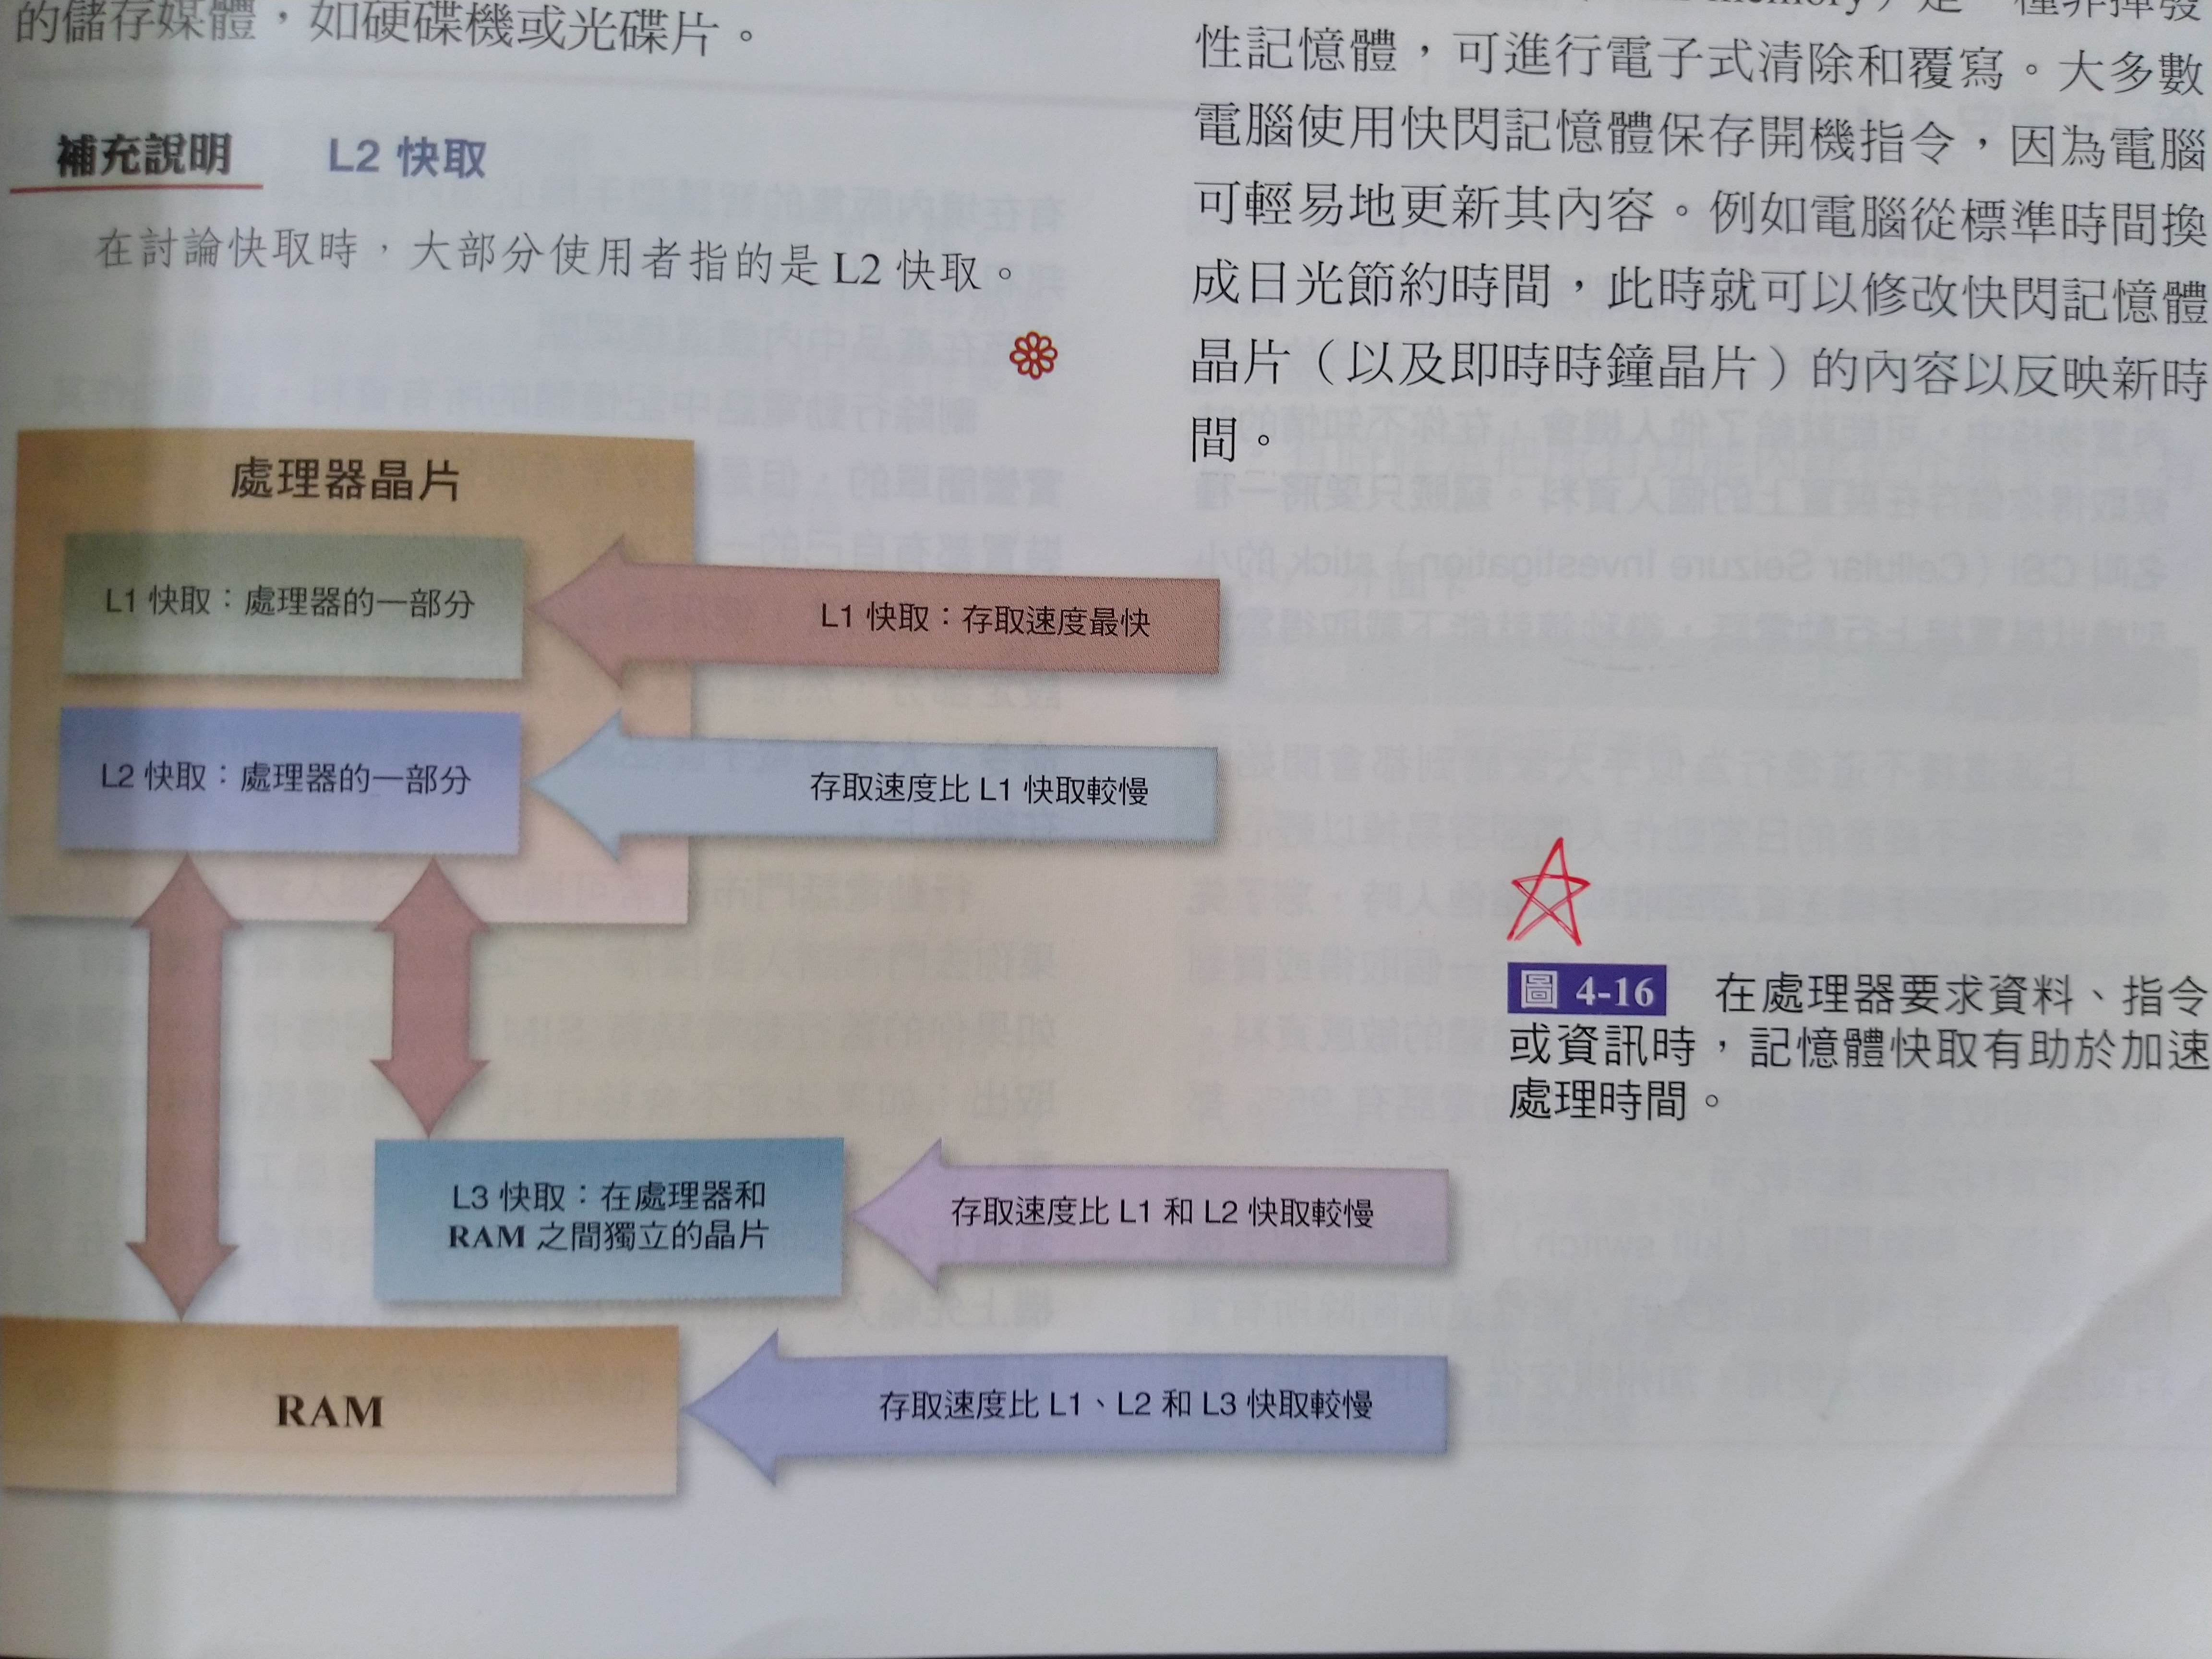 的儲存媒體，如硬碟機或光碟片。
補充說明 L2 快取
在討論快取時，大部分使用者指的是 L2 快取。
性記憶體，可進行電子式清除和覆寫。大多數
電腦使用快閃記憶體保存開機指令，因為電腦
可輕易地更新其內容。例如電腦從標準時間換
成日光節約時間，此時就可以修改快閃記憶體
晶片（以及即時時鐘晶片）的內容以反映新時
間。
處理器晶片
L1 快取：處理器的一部分
L1 快取：存取速度最快
L2 快取：處理器的一部分
存取速度比 L1 快取較慢
L3 快取：在處理器和
RAM 之間獨立的晶片
存取速度比 L1 和 L2 快取較慢
RAM
存取速度比 L1、L2 和 L3 快取較慢
圖 4-16 在處理器要求資料、指令
或資訊時，記憶體快取有助於加速
處理時間。